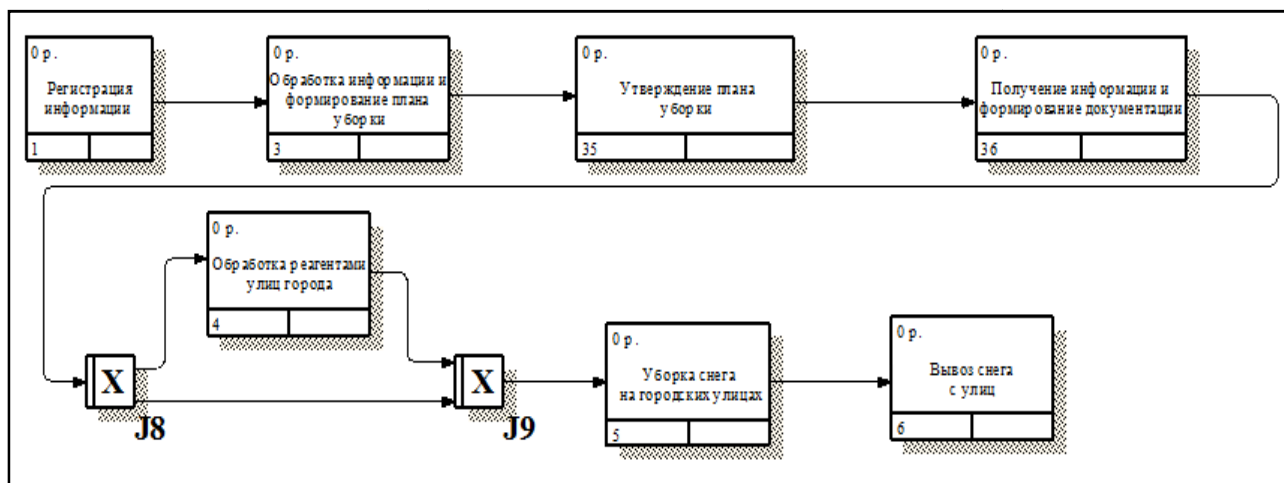 0 р.
Регистрация
информации
1
0 р.
Обработка информации и
формирование плана
уборки
3
0 р.
Утверждение плана
уборки
35
0 р.
Получение информации и
формирование документации
36
0 р.
Обработка реагентами
улиц города
4
X
J8
X
J9
0 р.
Уборка снега
на городских улицах
5
0 р.
Вывоз снега
с улиц
6